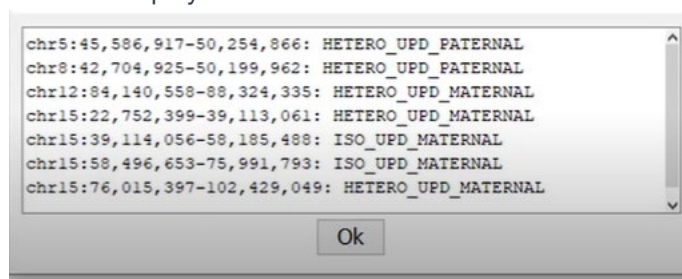 chr5:45,586,917-50,254,866: HETERO_UPD_PATERNAL
chr8:42,704,925-50,199,962: HETERO_UPD_PATERNAL
chr12:84,140,558-88,324,335: HETERO_UPD_MATERNAL
chr15:22,752,399-39,113,061: HETERO_UPD_MATERNAL
chr15:39,114,056-58,185,488: ISO_UPD_MATERNAL
chr15:58,496,653-75,991,793: ISO_UPD_MATERNAL
chr15:76,015,397-102,429,049: HETERO_UPD_MATERNAL
Ok